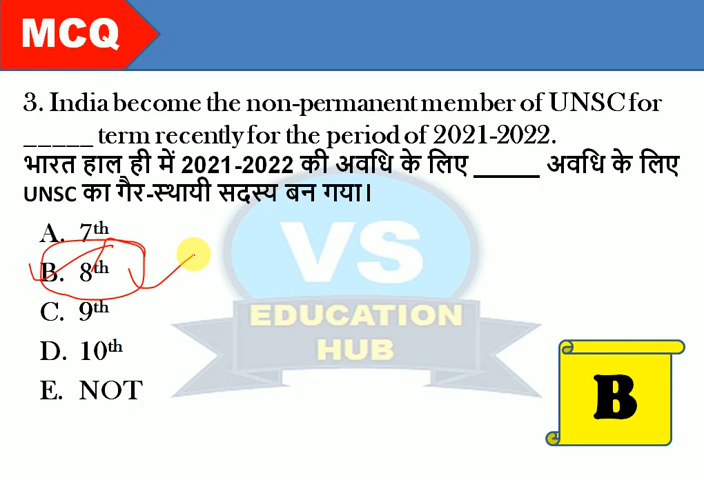 MCQ
3. India become the non-permanent member of UNSC for
_____ term recently for the period of 2021-2022.
भारत हाल ही में 2021-2022 की अवधि के लिए _____ अवधि के लिए
UNSC का गैर-स्थायी सदस्य बन गया।
A. 7th
B. 8th
C. 9th
D. 10th
E. NOT
VS
EDUCATION
HUB
B